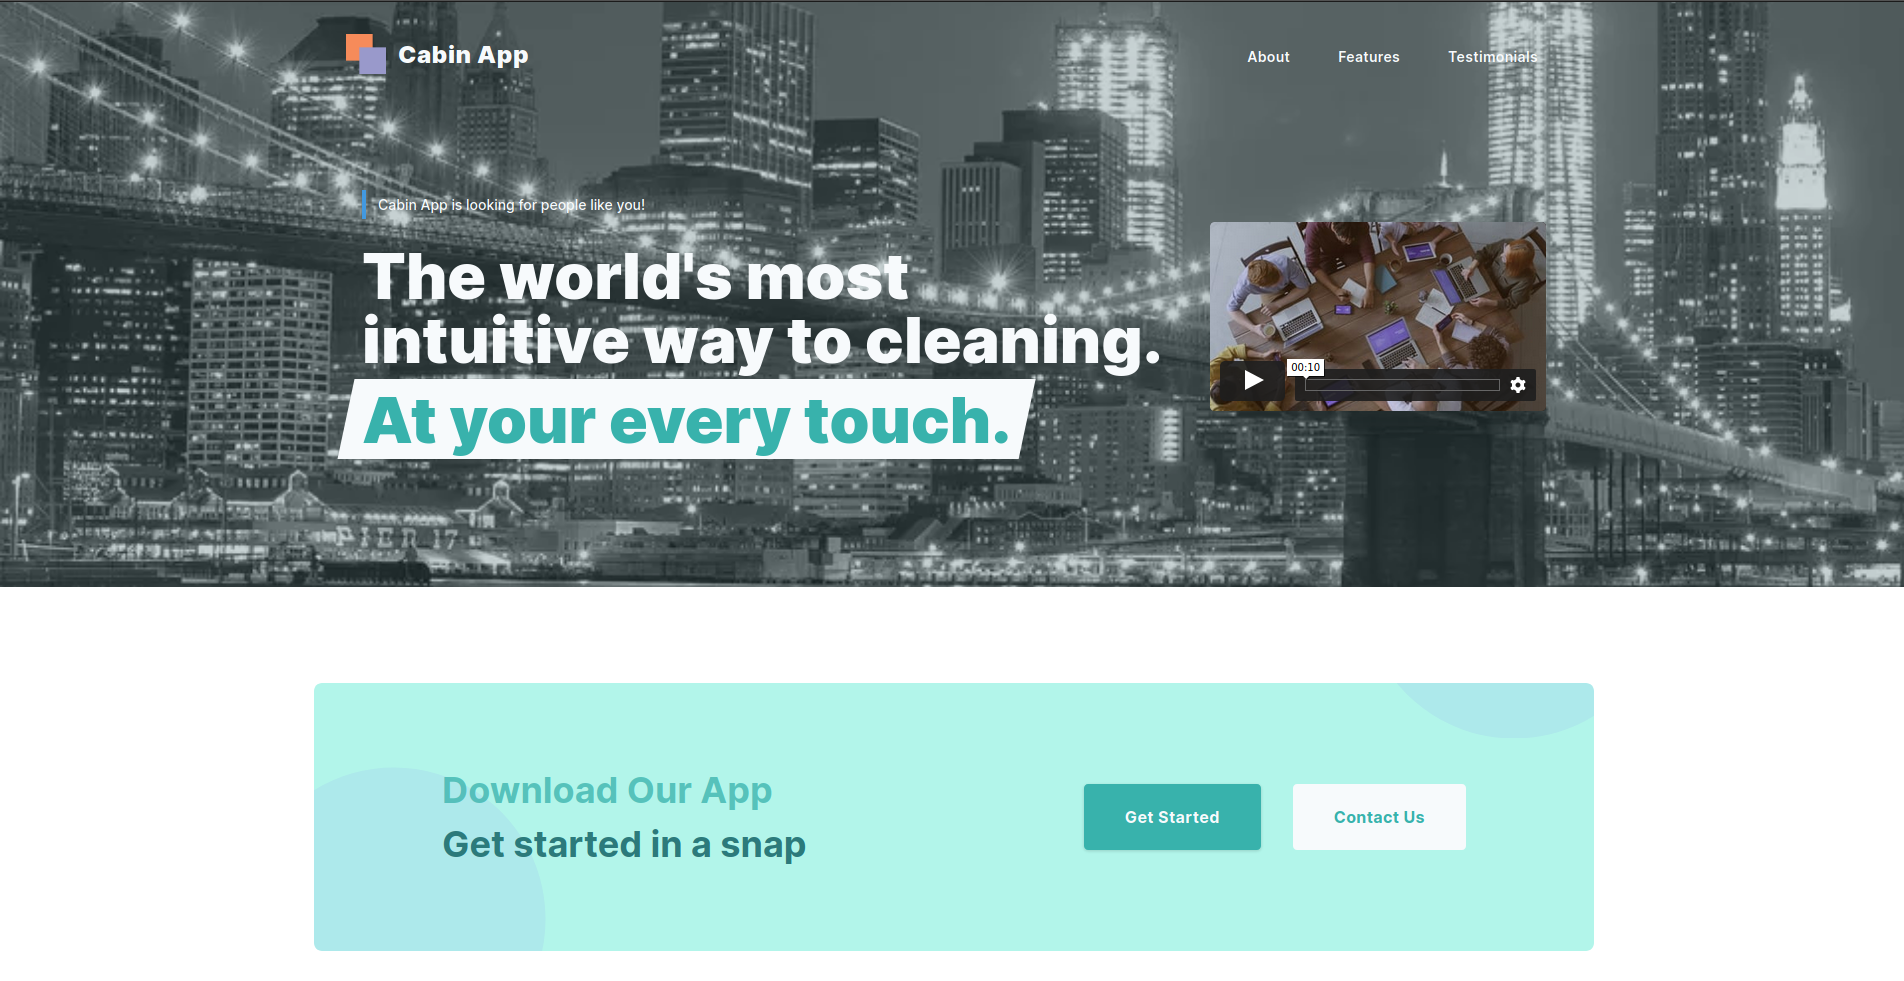 Cabin App
About
Features
Testimonials
Cabin App is looking for people like you!
The world's most
intuitive way to cleaning.
At your every touch.
00:10
PIER 17
Download Our App
Get started in a snap
Get Started
Contact Us